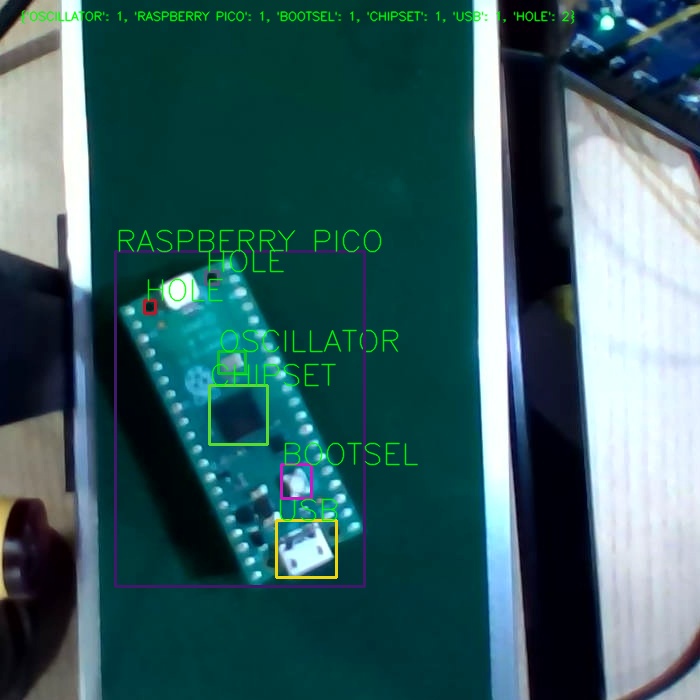 {'OSCILLATOR': 1, 'RASPBERRY PICO': 1, 'BOOTSEL': 1, 'CHIPSET': 1, 'USB': 1, 'HOLE': 2}
RASPBERRY PICO
HOLE
HOLE
OSCILLATOR
CHIPSET
BOOTSEL
USB